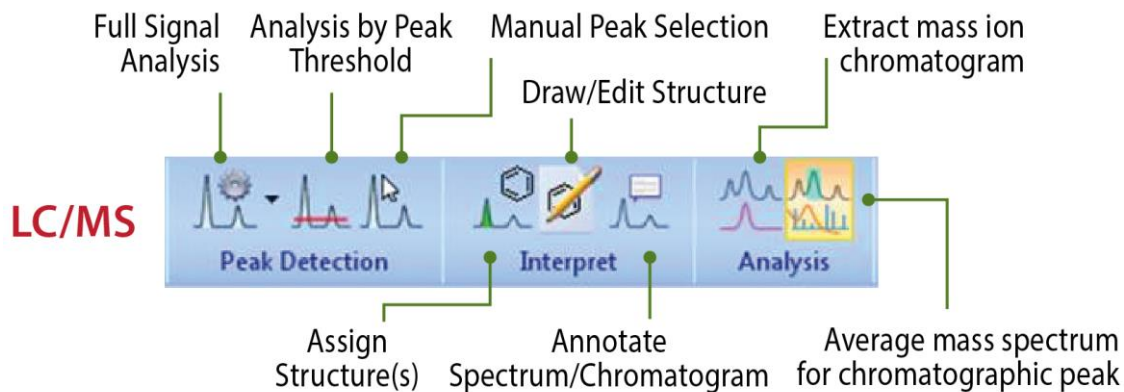 Full Signal
Analysis
Analysis by Peak
Threshold
Manual Peak Selection
Draw/Edit Structure
Extract mass ion
chromatogram
LC/MS
Peak Detection
Interpret
Analysis
Assign
Structure(s)
Annotate
Spectrum/Chromatogram
Average mass spectrum
for chromatographic peak